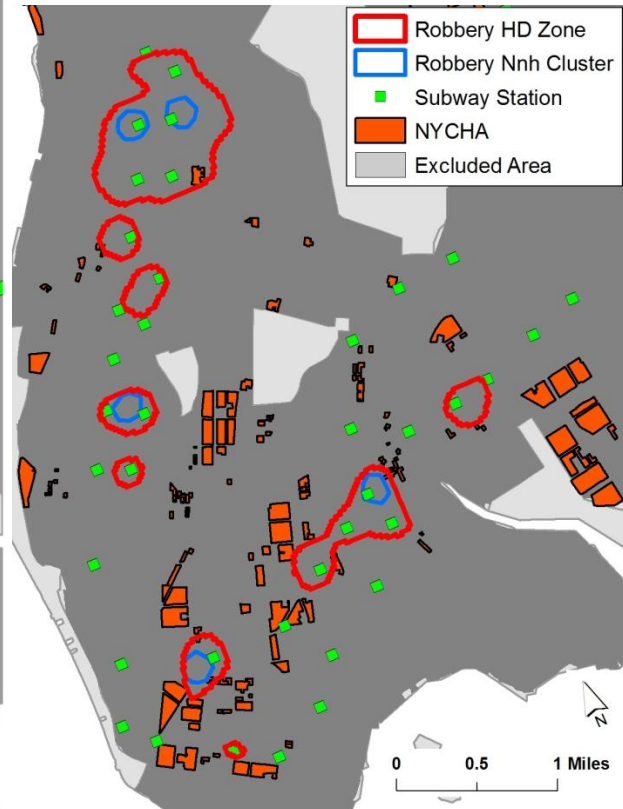 Robbery HD Zone
Robbery Nnh Cluster
Subway Station
NYCHA
Excluded Area
N
0 0.5 1 Miles